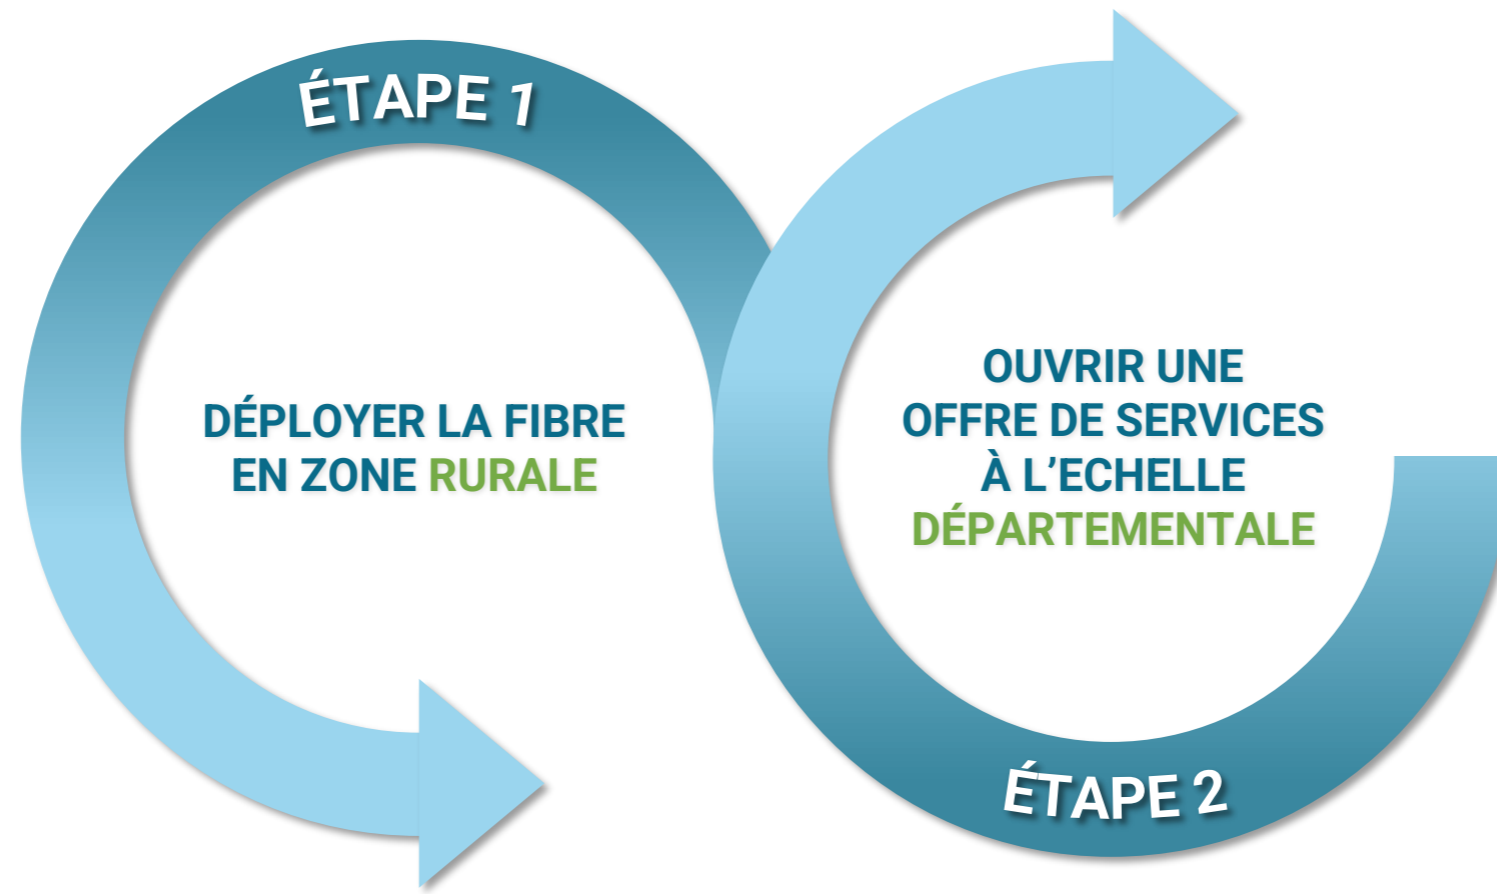 ÉTAPE 1
DÉPLOYER LA FIBRE
EN ZONE RURALE
OUVRIR UNE
OFFRE DE SERVICES
À L’ECHELLE
DÉPARTEMENTALE
ÉTAPE 2